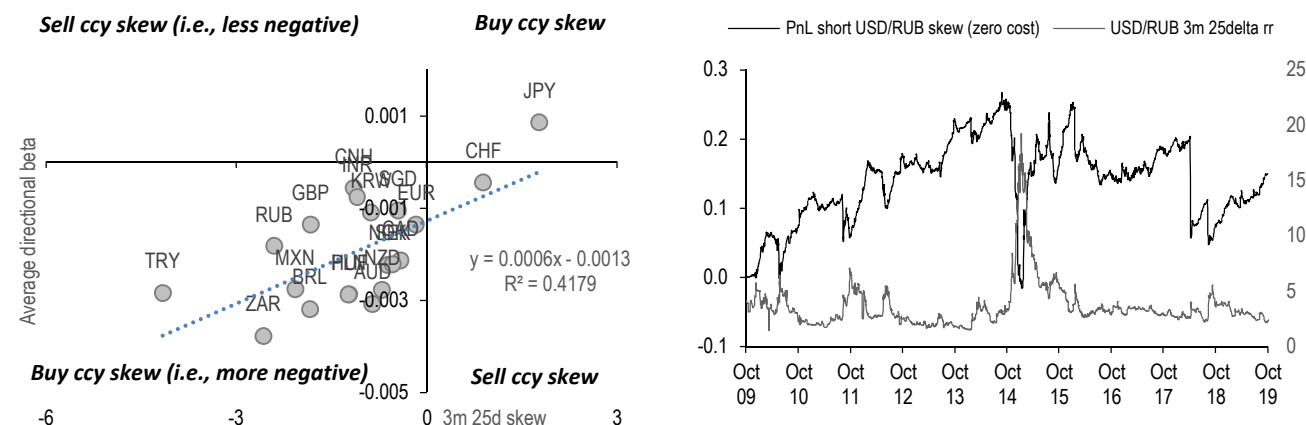 Sell ccy skew (i.e., less negative)
Buy ccy skew
Average directional beta
0.001
-0.001
-0.003
-0.005
-6
-3
0
3
3m 25d skew
JPY
CHF
CNH
INR
KRW
SGD
EUR
GBP
RUB
CAD
TRY
MXN
BRL
ZAR
HUF
NZD
AUD
y = 0.0006x - 0.0013
R² = 0.4179
Buy ccy skew (i.e., more negative)
Sell ccy skew
PnL short USD/RUB skew (zero cost)
USD/RUB 3m 25delta rr
0.3
0.2
0.1
0.0
-0.1
25
20
15
10
5
0
Oct 09
Oct 10
Oct 11
Oct 12
Oct 13
Oct 14
Oct 15
Oct 16
Oct 17
Oct 18
Oct 19